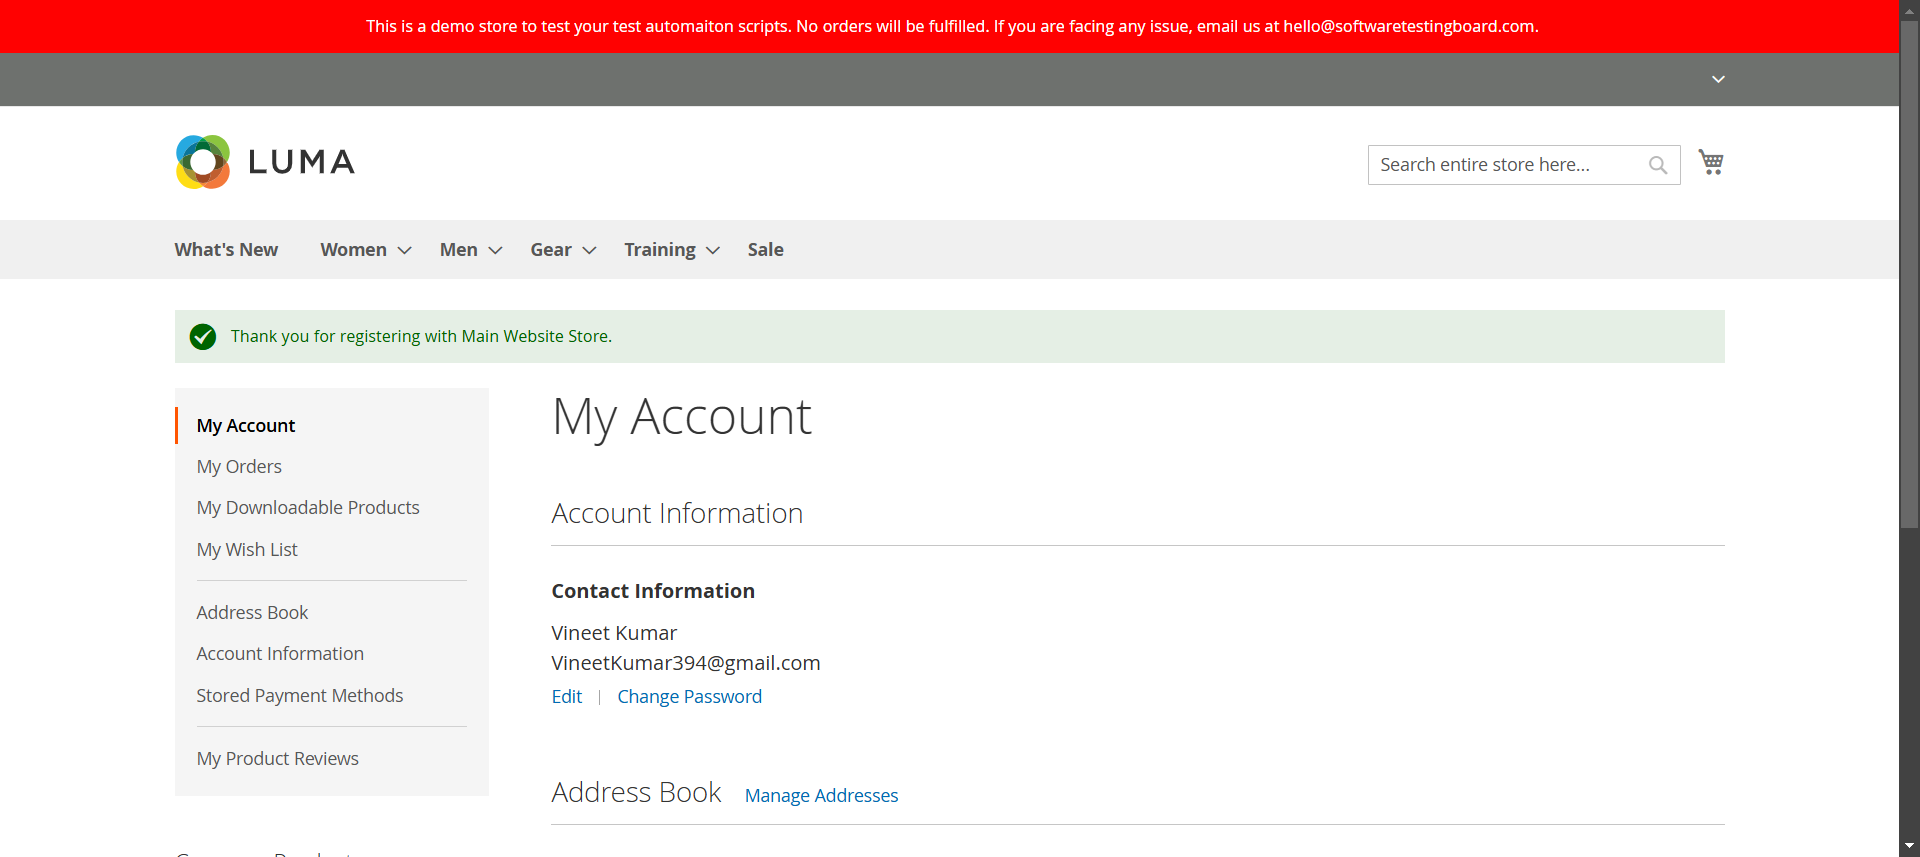 This is a demo store to test your test automaiton scripts. No orders will be fulfilled. If you are facing any issue, email us at hello@softwaretestingboard.com.
LUMA
Search entire store here...
What's New Women Men Gear Training Sale
Thank you for registering with Main Website Store.
My Account
My Orders
My Downloadable Products
My Wish List
Address Book
Account Information
Stored Payment Methods
My Product Reviews
My Account
Account Information
Contact Information
Vineet Kumar
VineetKumar394@gmail.com
Edit | Change Password
Address Book Manage Addresses